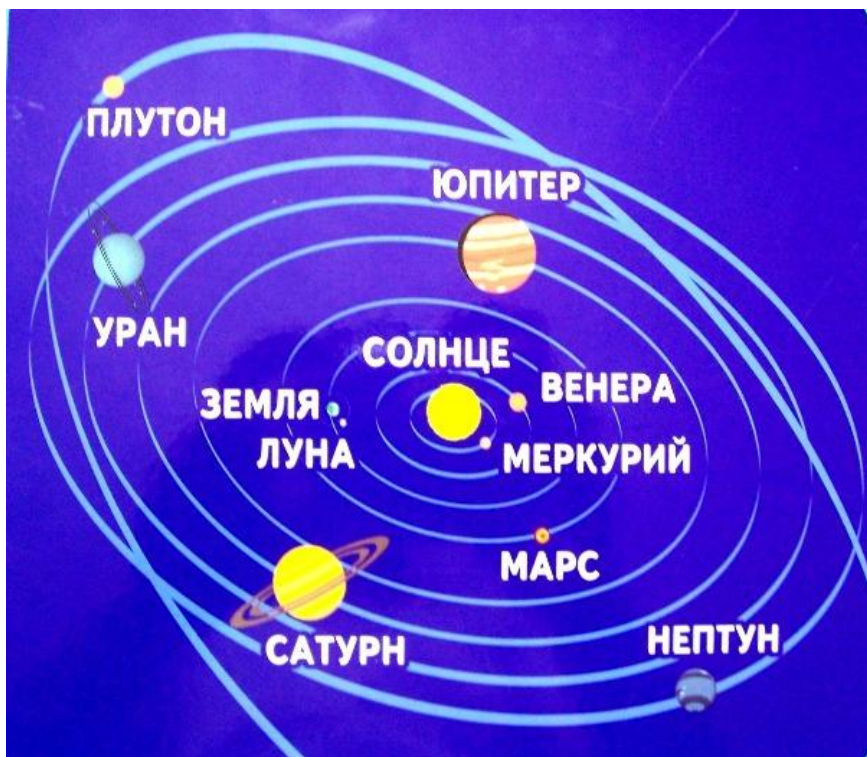 ПЛУТОН
ЮПИТЕР
УРАН
СОЛНЦЕ
ВЕНЕРА
ЗЕМЛЯ
ЛУНА
МЕРКУРИЙ
МАРС
САТУРН
НЕПТУН